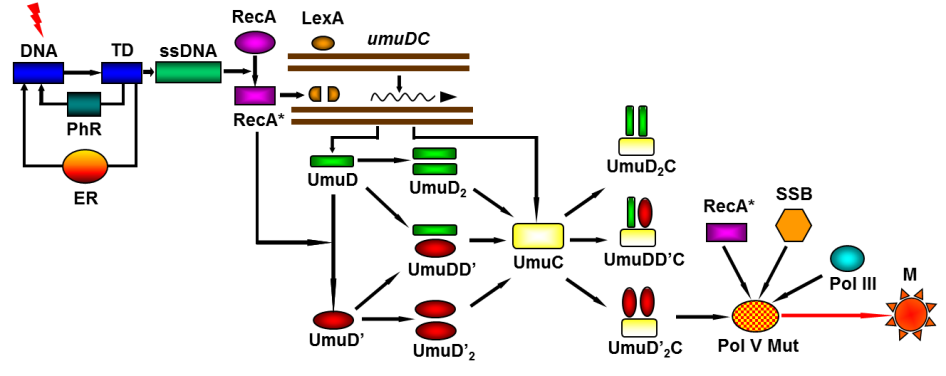 RecA
LexA
umuDC
DNA
TD
ssDNA
PhR
RecA*
ER
UmuD
UmuD₂
UmuD₂C
UmuDD’
UmuC
UmuDD’C
RecA*
SSB
Pol III
M
UmuD’
UmuD’₂
UmuD’₂C
Pol V Mut